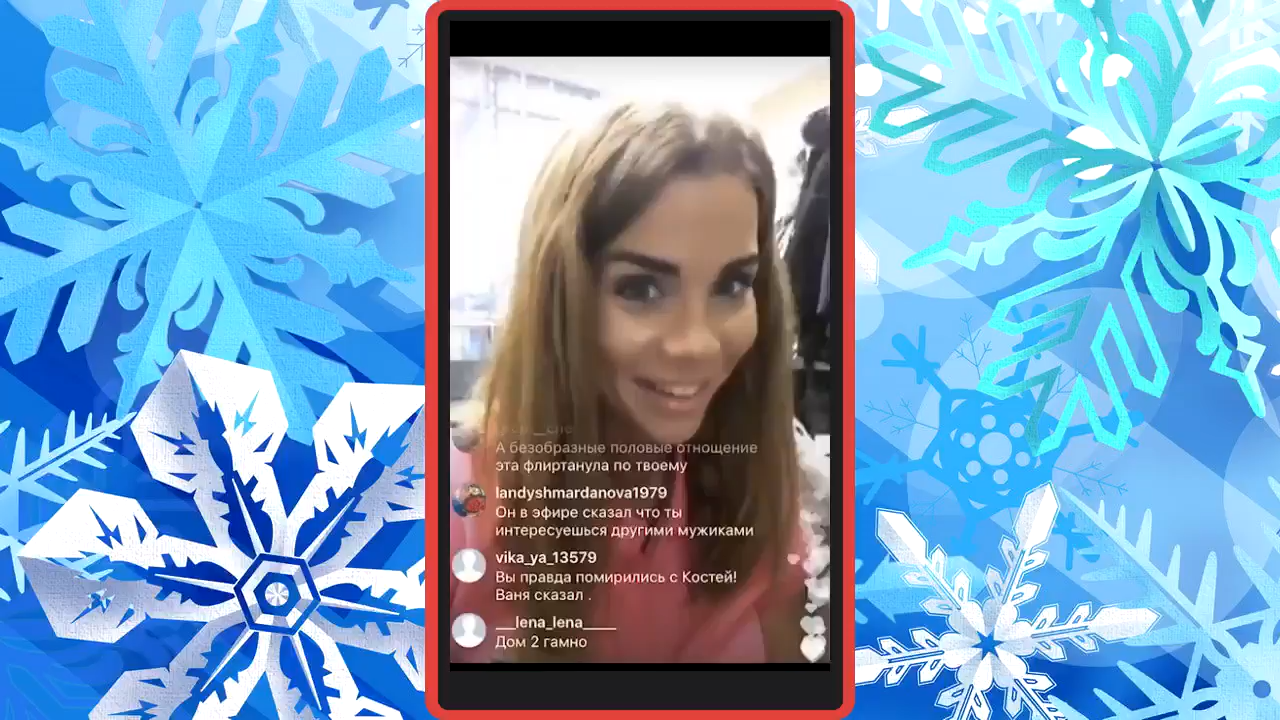 А безобразные половые отнощение
эта флиртанула по твоему
landyshmardanova1979
Он в эфире сказал что ты
интересуешься другими мужиками
vika_ya_13579
Вы правда помирились с Костей!
Ваня сказал .
___lena_lena____
Дом 2 гамно